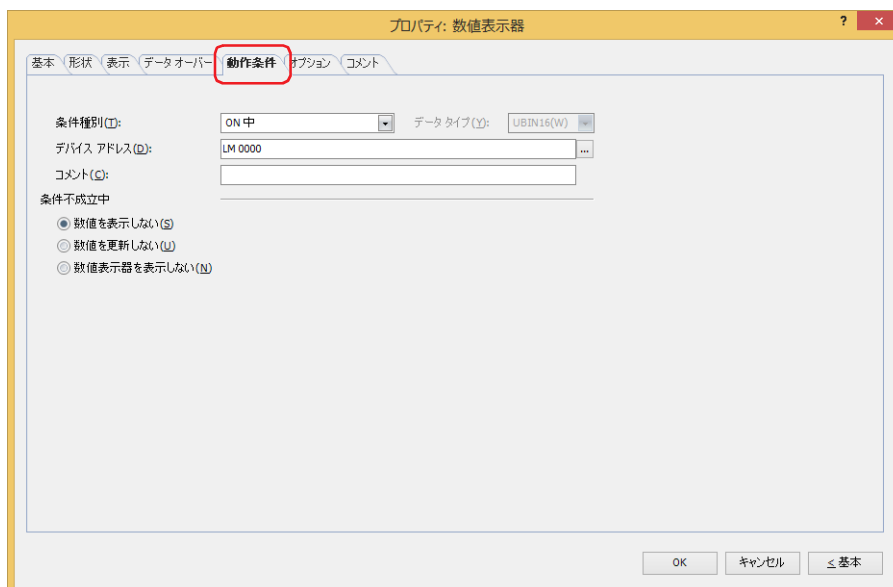 プロパティ: 数値表示器 ? ×
基本 形状 表示 データ オーバー 動作条件 オプション コメント
条件種別(T): ON 中 データ タイプ(Y): UBIN16(W)
デバイス アドレス(D): LM 0000 ...
コメント(C):
条件不成立中
数値を表示しない(S)
数値を更新しない(U)
数値表示器を表示しない(N)
OK キャンセル < 基本